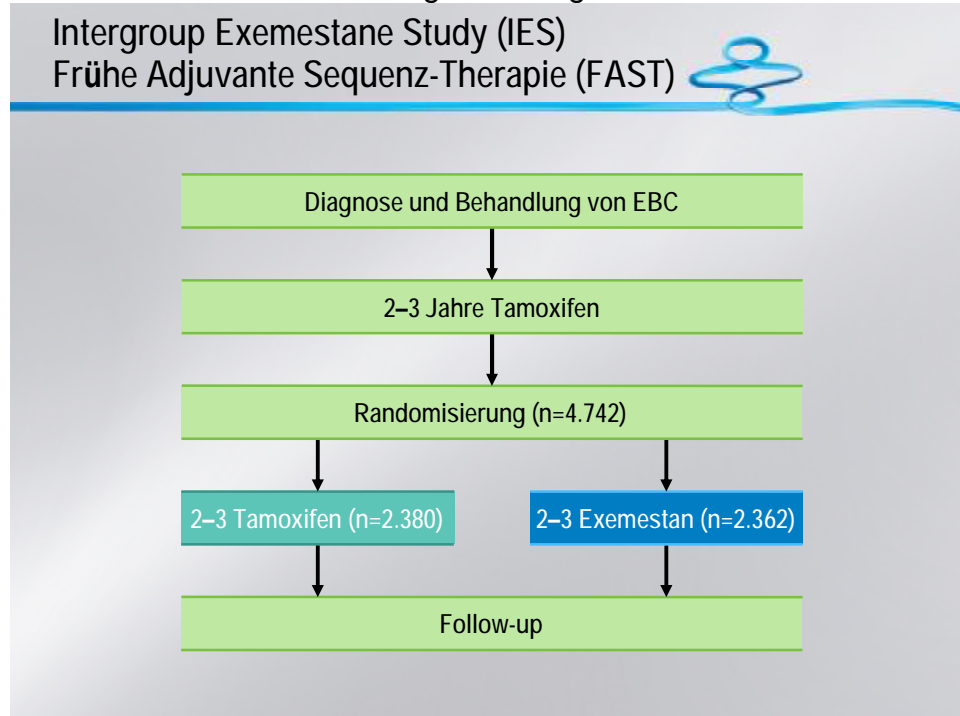 Intergroup Exemestane Study (IES)
Frühe Adjuvante Sequenz-Therapie (FAST)
Diagnose und Behandlung von EBC
2–3 Jahre Tamoxifen
Randomisierung (n=4.742)
2–3 Tamoxifen (n=2.380)
2–3 Exemestan (n=2.362)
Follow-up